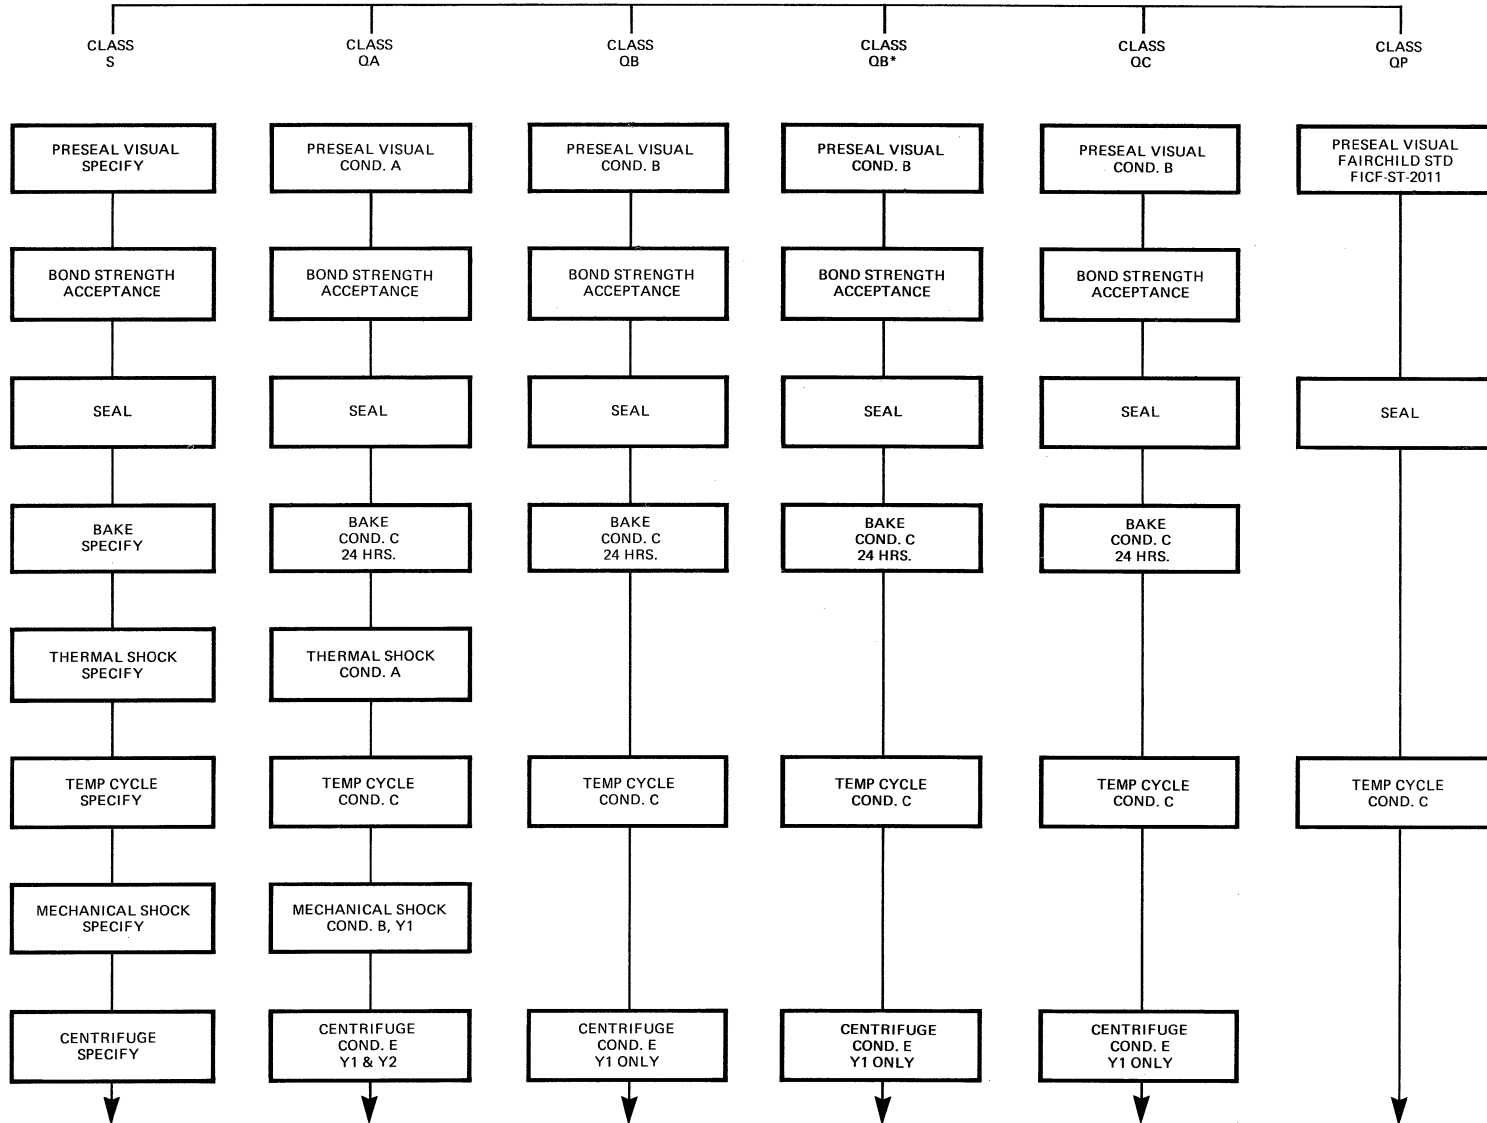 CLASS
S
CLASS
QA
CLASS
QB
CLASS
QB*
CLASS
QC
CLASS
QP
PRESEAL VISUAL
SPECIFY
PRESEAL VISUAL
COND. A
PRESEAL VISUAL
COND. B
PRESEAL VISUAL
COND. B
PRESEAL VISUAL
COND. B
PRESEAL VISUAL
FAIRCHILD STD
FICF-ST-2011
BOND STRENGTH
ACCEPTANCE
BOND STRENGTH
ACCEPTANCE
BOND STRENGTH
ACCEPTANCE
BOND STRENGTH
ACCEPTANCE
BOND STRENGTH
ACCEPTANCE
SEAL
SEAL
SEAL
SEAL
SEAL
SEAL
BAKE
SPECIFY
BAKE
COND. C
24 HRS.
BAKE
COND. C
24 HRS.
BAKE
COND. C
24 HRS.
BAKE
COND. C
24 HRS.
THERMAL SHOCK
SPECIFY
THERMAL SHOCK
COND. A
TEMP CYCLE
SPECIFY
TEMP CYCLE
COND. C
TEMP CYCLE
COND. C
TEMP CYCLE
COND. C
TEMP CYCLE
COND. C
TEMP CYCLE
COND. C
MECHANICAL SHOCK
SPECIFY
MECHANICAL SHOCK
COND. B, Y1
CENTRIFUGE
SPECIFY
CENTRIFUGE
COND. E
Y1 & Y2
CENTRIFUGE
COND. E
Y1 ONLY
CENTRIFUGE
COND. E
Y1 ONLY
CENTRIFUGE
COND. E
Y1 ONLY